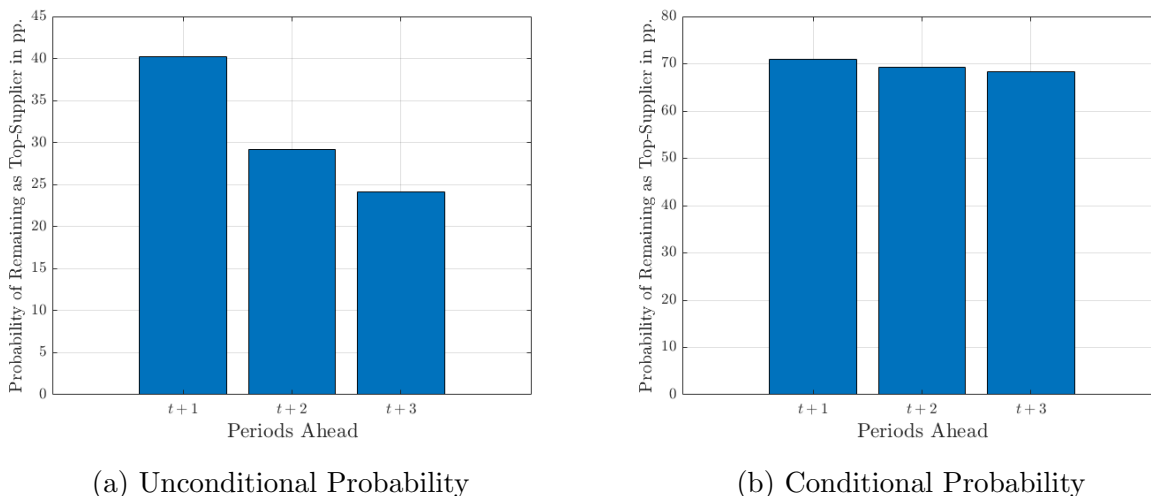 Probability of Remaining as Top-Supplier in pp.
45
40
35
30
25
20
15
10
5
0
t + 1 t + 2 t + 3
Periods Ahead
(a) Unconditional Probability
Probability of Remaining as Top-Supplier in pp.
80
70
60
50
40
30
20
10
0
t + 1 t + 2 t + 3
Periods Ahead
(b) Conditional Probability